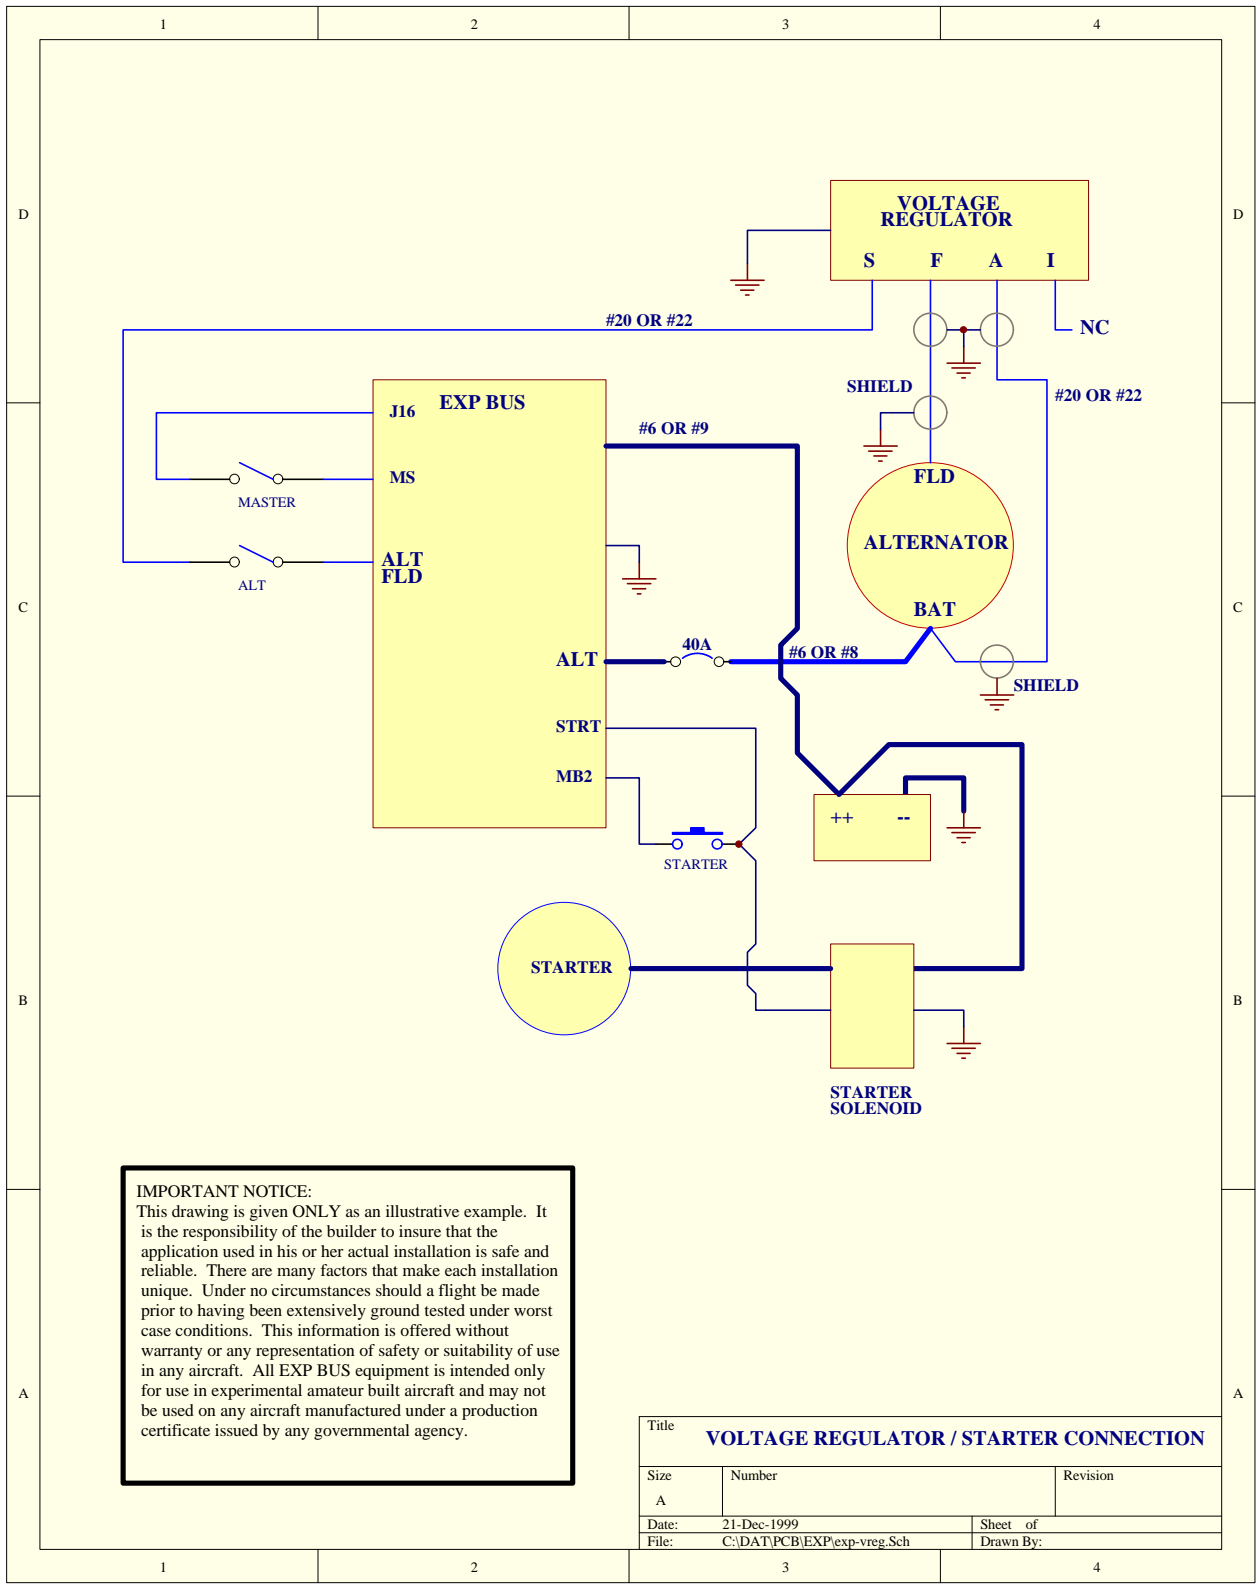 1 2 3 4
D D
VOLTAGE
REGULATOR
S F A I
#20 OR #22
NC
SHIELD
#20 OR #22
J16
EXP BUS
#6 OR #9
MS
MASTER
FLD
ALTERNATOR
ALT
FLD
ALT
C C
BAT
40A
ALT
#6 OR #8
SHIELD
STRT
MB2
++ --
STARTER
STARTER
B B
STARTER
SOLENOID
IMPORTANT NOTICE:
This drawing is given ONLY as an illustrative example. It
is the responsibility of the builder to insure that the
application used in his or her actual installation is safe and
reliable. There are many factors that make each installation
unique. Under no circumstances should a flight be made
prior to having been extensively ground tested under worst
case conditions. This information is offered without
warranty or any representation of safety or suitability of use
in any aircraft. All EXP BUS equipment is intended only
for use in experimental amateur built aircraft and may not
be used on any aircraft manufactured under a production
certificate issued by any governmental agency.
A A
Title
VOLTAGE REGULATOR / STARTER CONNECTION
Size Number Revision
A
Date: 21-Dec-1999 Sheet of
File: C:\DAT\PCB\EXP\exp-vreg.Sch Drawn By:
1 2 3 4